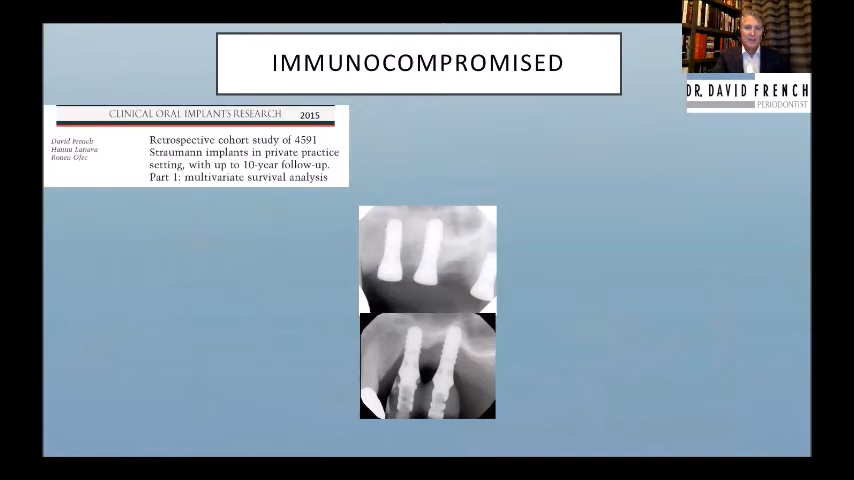 IMMUNOCOMPROMISED
DR. DAVID FRENCH
PERIODONTIST
CLINICAL ORAL IMPLANTS RESEARCH 2015
David French
Hannu Larjava
Ronen Ofec
Retrospective cohort study of 4591
Straumann implants in private practice
setting, with up to 10-year follow-up.
Part 1: multivariate survival analysis